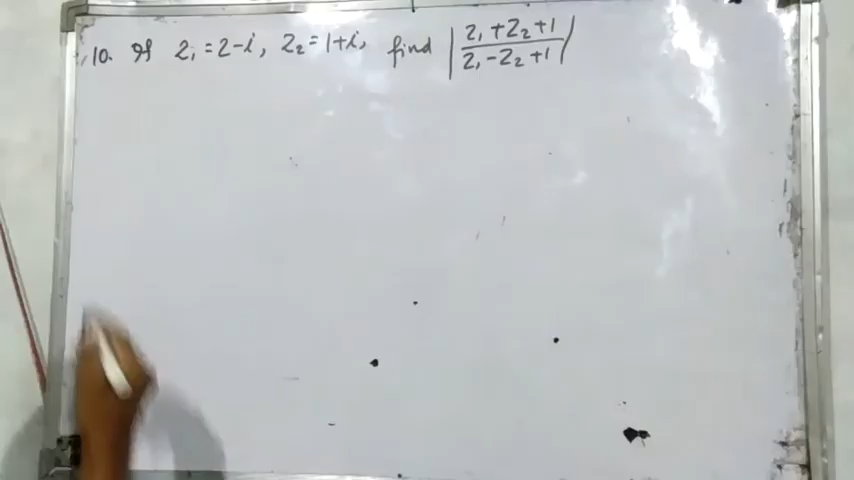 10. If z₁ = 2-i, z₂ = 1+i, find |(z₁+z₂+1)/(z₁-z₂+1)|